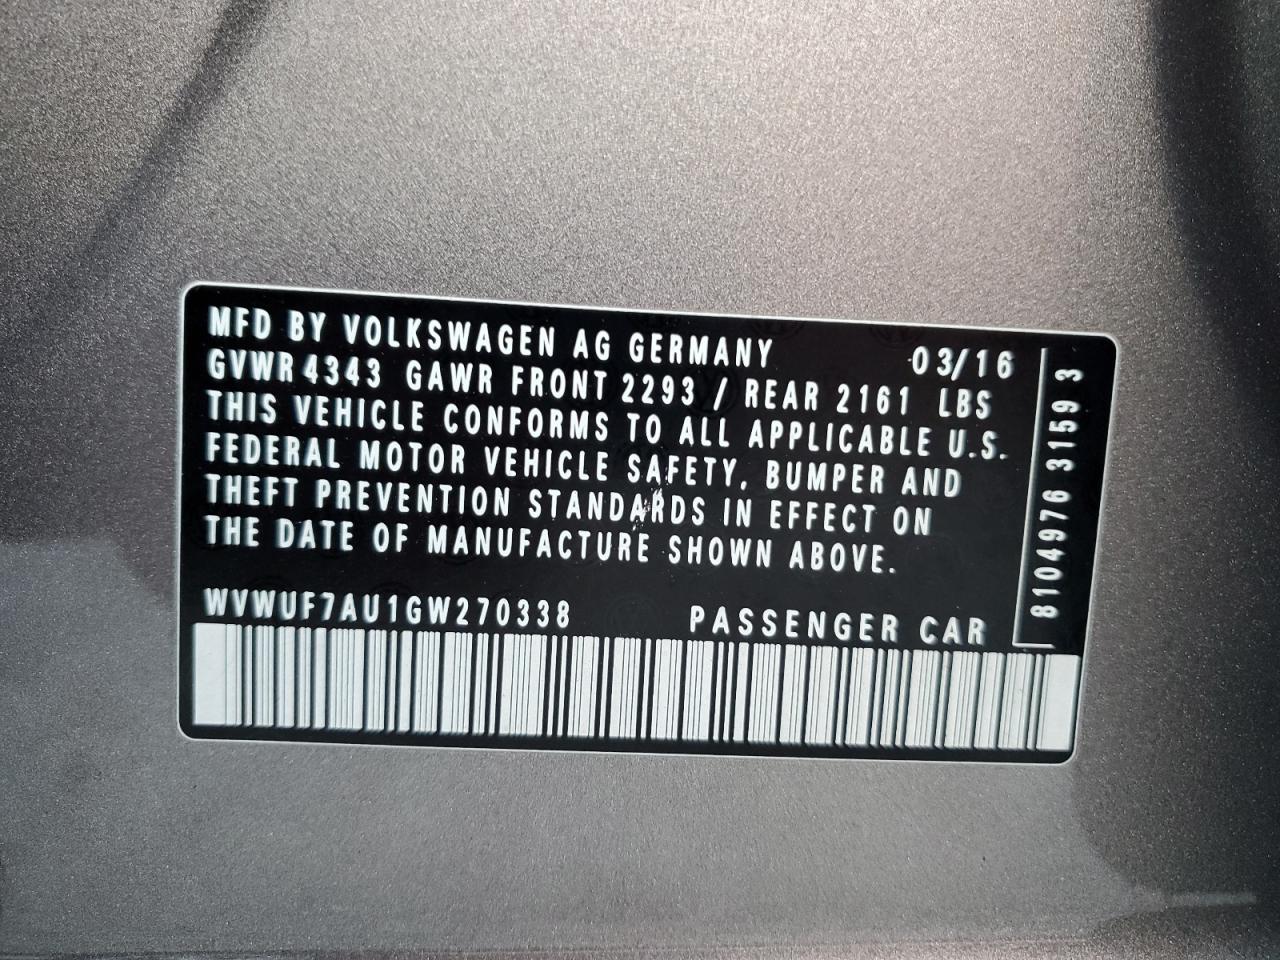 MFD BY VOLKSWAGEN AG GERMANY 03/16
GVWR 4343 GAWR FRONT 2293 / REAR 2161 LBS
THIS VEHICLE CONFORMS TO ALL APPLICABLE U.S.
FEDERAL MOTOR VEHICLE SAFETY, BUMPER AND
THEFT PREVENTION STANDARDS IN EFFECT ON
THE DATE OF MANUFACTURE SHOWN ABOVE.
WVWUF7AU1GW270338 PASSENGER CAR
8104976 3159 3